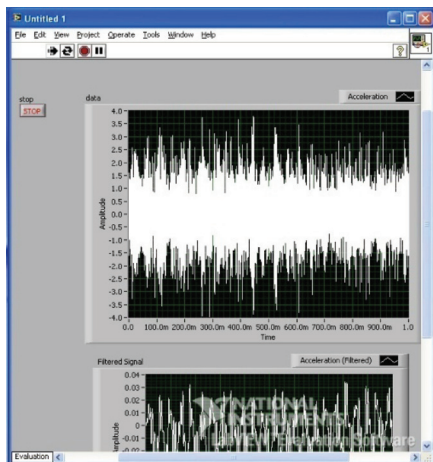 Untitled 1
File Edit View Project Operate Tools Window Help
?
1
stop
STOP
data
Acceleration
4.0
3.5
3.0
2.5
2.0
1.5
1.0
0.5
0.0
-0.5
-1.0
-1.5
-2.0
-2.5
-3.0
-3.5
-4.0
Amplitude
0.0 100.0m 200.0m 300.0m 400.0m 500.0m 600.0m 700.0m 800.0m 900.0m 1.0
Time
Filtered Signal
Acceleration (Filtered)
0.04
0.03
0.02
0.01
0
-0.01
-0.02
Amplitude
NATIONAL
INSTRUMENTS
LabVIEW Evaluation Software
Evaluation